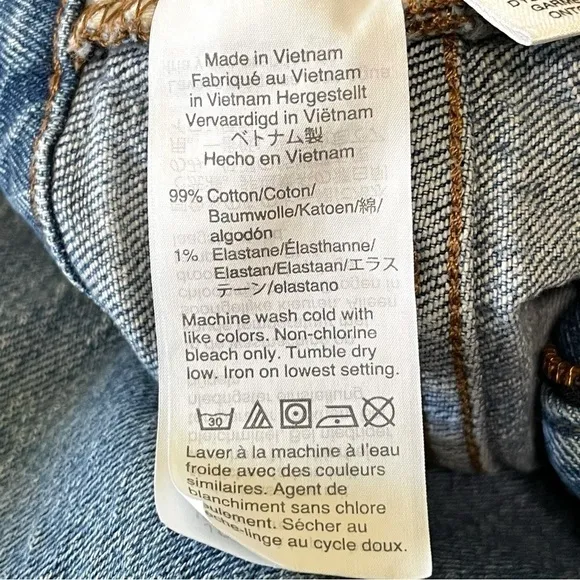 Made in Vietnam
Fabriqué au Vietnam
in Vietnam Hergestellt
Vervaardigd in Viëtnam
ベトナム製
Hecho en Vietnam
99% Cotton/Coton/
Baumwolle/Katoen/綿/
algodón
1% Elastane/Élasthanne/
Elastan/Elastaan/エラス
テーン/elastano
Machine wash cold with
like colors. Non-chlorine
bleach only. Tumble dry
low. Iron on lowest setting.
30
Laver à la machine à l'eau
froide avec des couleurs
similaires. Agent de
blanchiment sans chlore
seulement. Sécher au
sèche-linge au cycle doux.